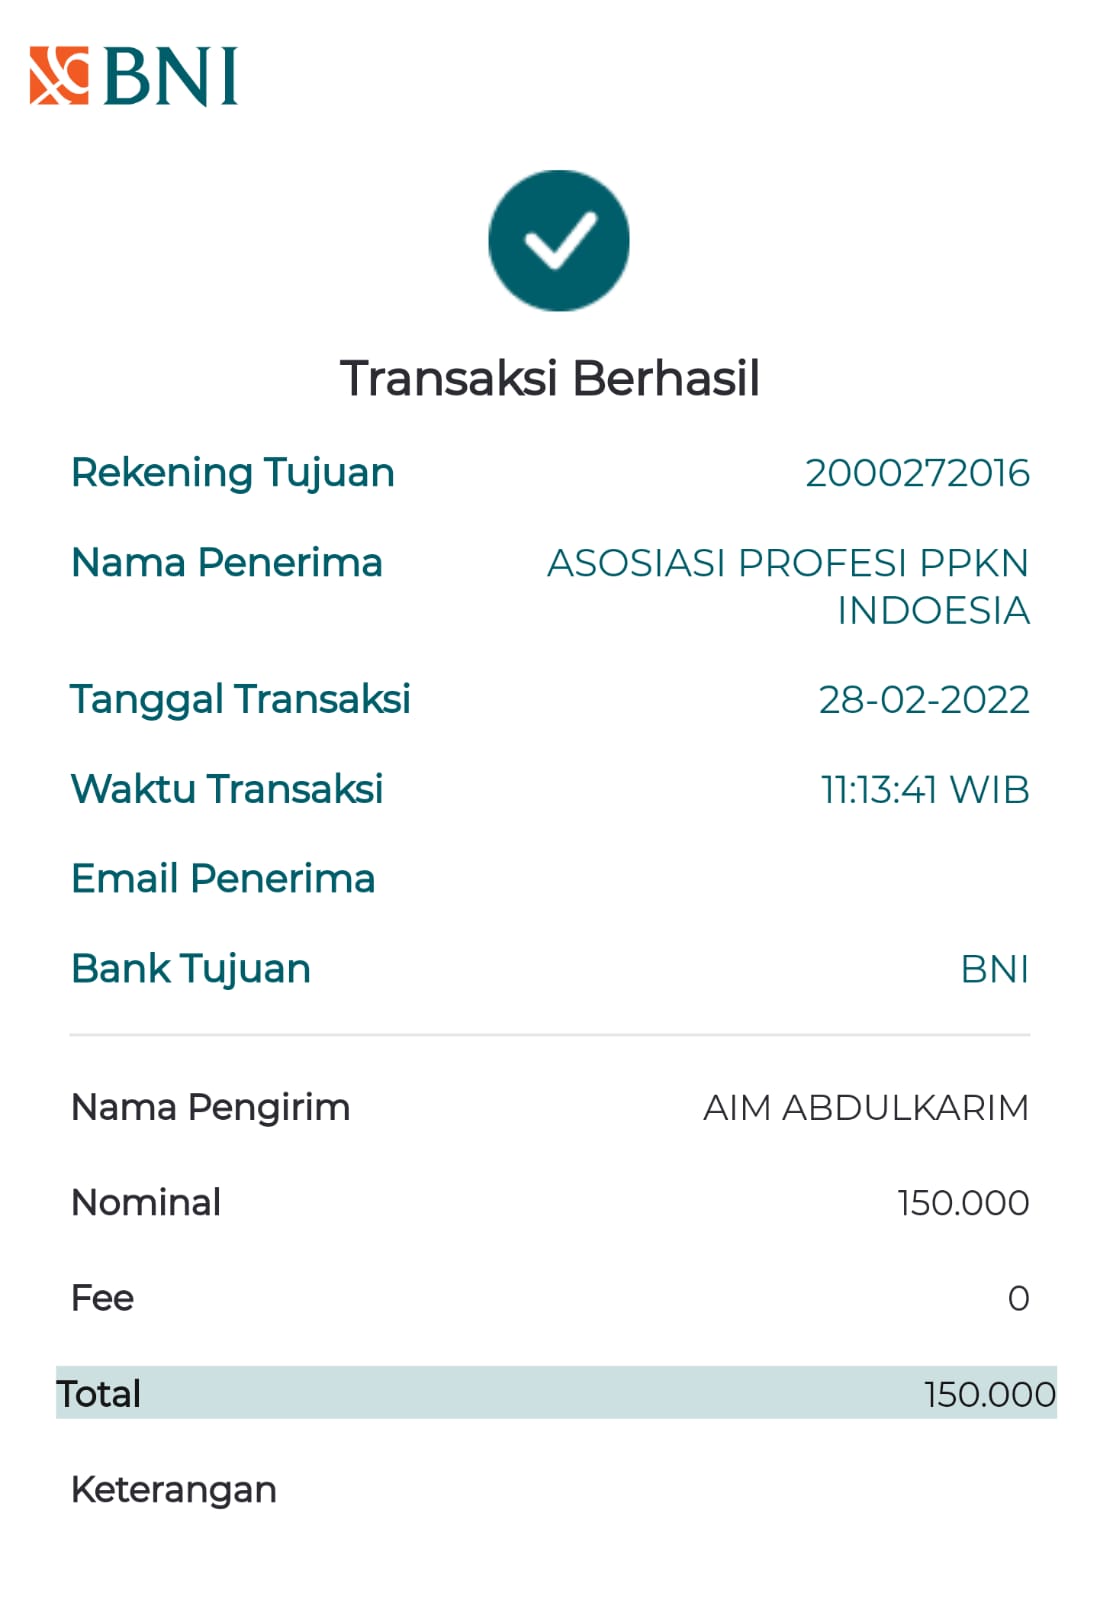 BNI
Transaksi Berhasil
Rekening Tujuan 2000272016
Nama Penerima ASOSIASI PROFESI PPKN
INDOESIA
Tanggal Transaksi 28-02-2022
Waktu Transaksi 11:13:41 WIB
Email Penerima
Bank Tujuan BNI
Nama Pengirim AIM ABDULKARIM
Nominal 150.000
Fee 0
Total 150.000
Keterangan